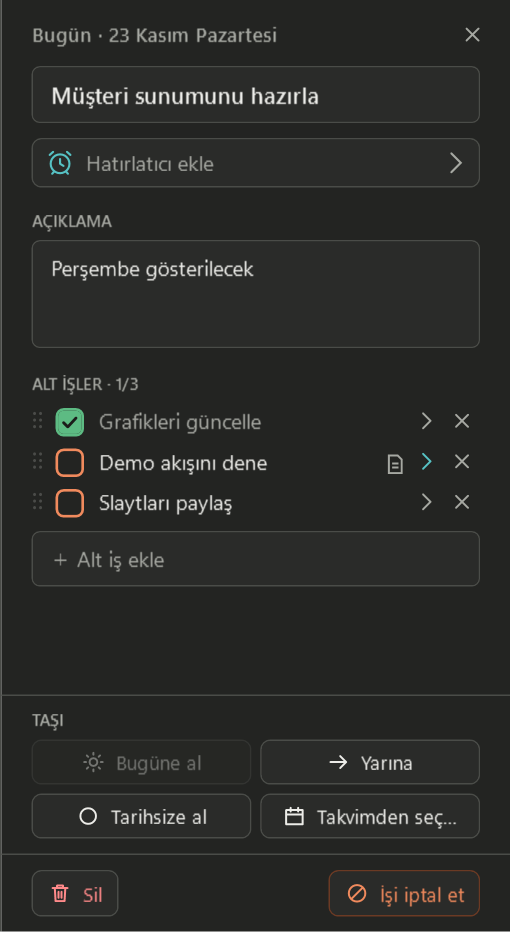 Bugün · 23 Kasım Pazartesi
Müşteri sunumunu hazırla
Hatırlatıcı ekle
AÇIKLAMA
Perşembe gösterilecek
ALT İŞLER · 1/3
Grafikleri güncelle
Demo akışını dene
Slaytları paylaş
+ Alt iş ekle
TAŞI
Bugüne al
Yarına
Tarihsize al
Takvimden seç...
Sil
İşi iptal et